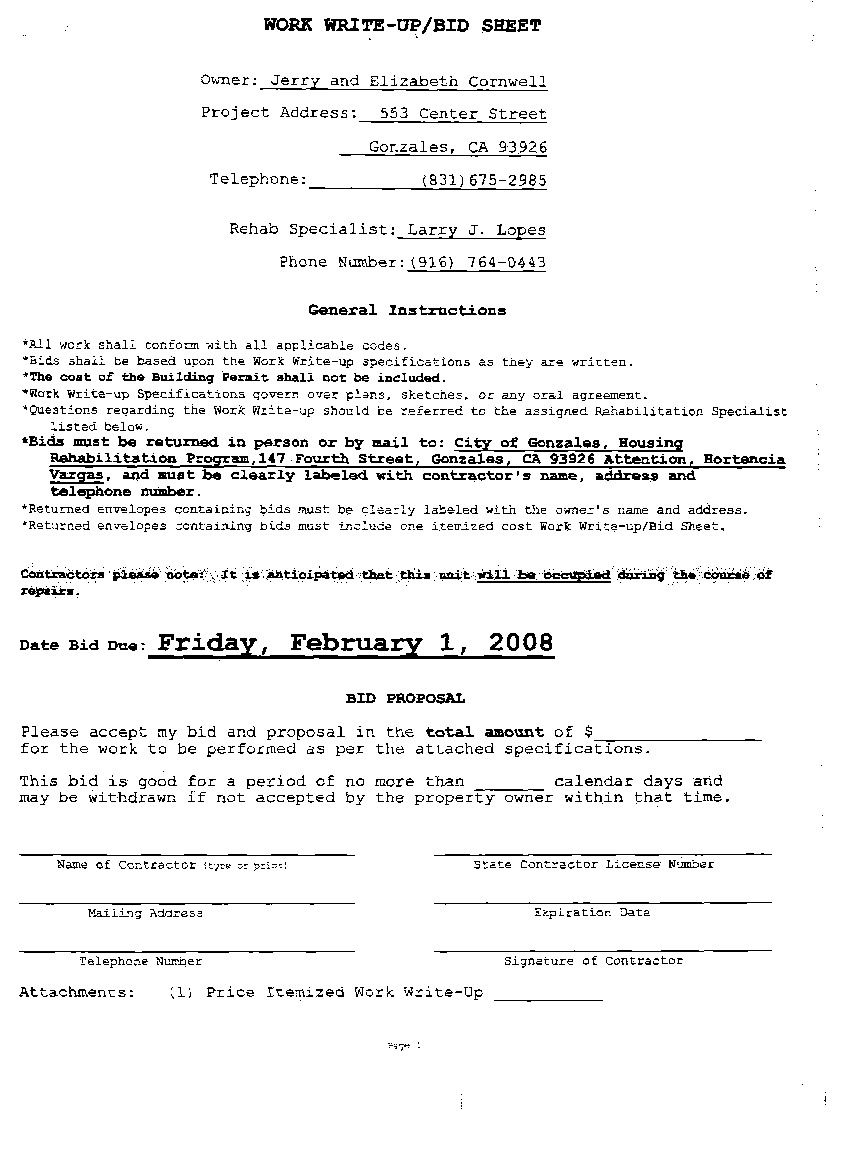 WORK WRITE-UP/BID SHEET
Owner: Jerry and Elizabeth Cornwell
Project Address: 553 Center Street
Gonzales, CA 93926
Telephone: (831)675-2985
Rehab Specialist: Larry J. Lopes
Phone Number: (916) 764-0443
General Instructions
*All work shall conform with all applicable codes.
*Bids shall be based upon the Work Write-up specifications as they are written.
*The cost of the Building Permit shall not be included.
*Work Write-up Specifications govern over plans, sketches, or any oral agreement.
*Questions regarding the Work Write-up should be referred to the assigned Rehabilitation Specialist
listed below.
*Bids must be returned in person or by mail to: City of Gonzales, Housing
Rehabilitation Program,147 Fourth Street, Gonzales, CA 93926 Attention, Hortencia
Vargas, and must be clearly labeled with contractor's name, address and
telephone number.
*Returned envelopes containing bids must be clearly labeled with the owner's name and address.
*Returned envelopes containing bids must include one itemized cost Work Write-up/Bid Sheet.
Contractors please note: It is anticipated that this unit will be occupied during the course of
repairs.
Date Bid Due: Friday, February 1, 2008
BID PROPOSAL
Please accept my bid and proposal in the total amount of $
for the work to be performed as per the attached specifications.
This bid is good for a period of no more than ______ calendar days and
may be withdrawn if not accepted by the property owner within that time.
Name of Contractor (type or print)
State Contractor License Number
Mailing Address
Expiration Date
Telephone Number
Signature of Contractor
Attachments: (1) Price Itemized Work Write-Up
Page 1